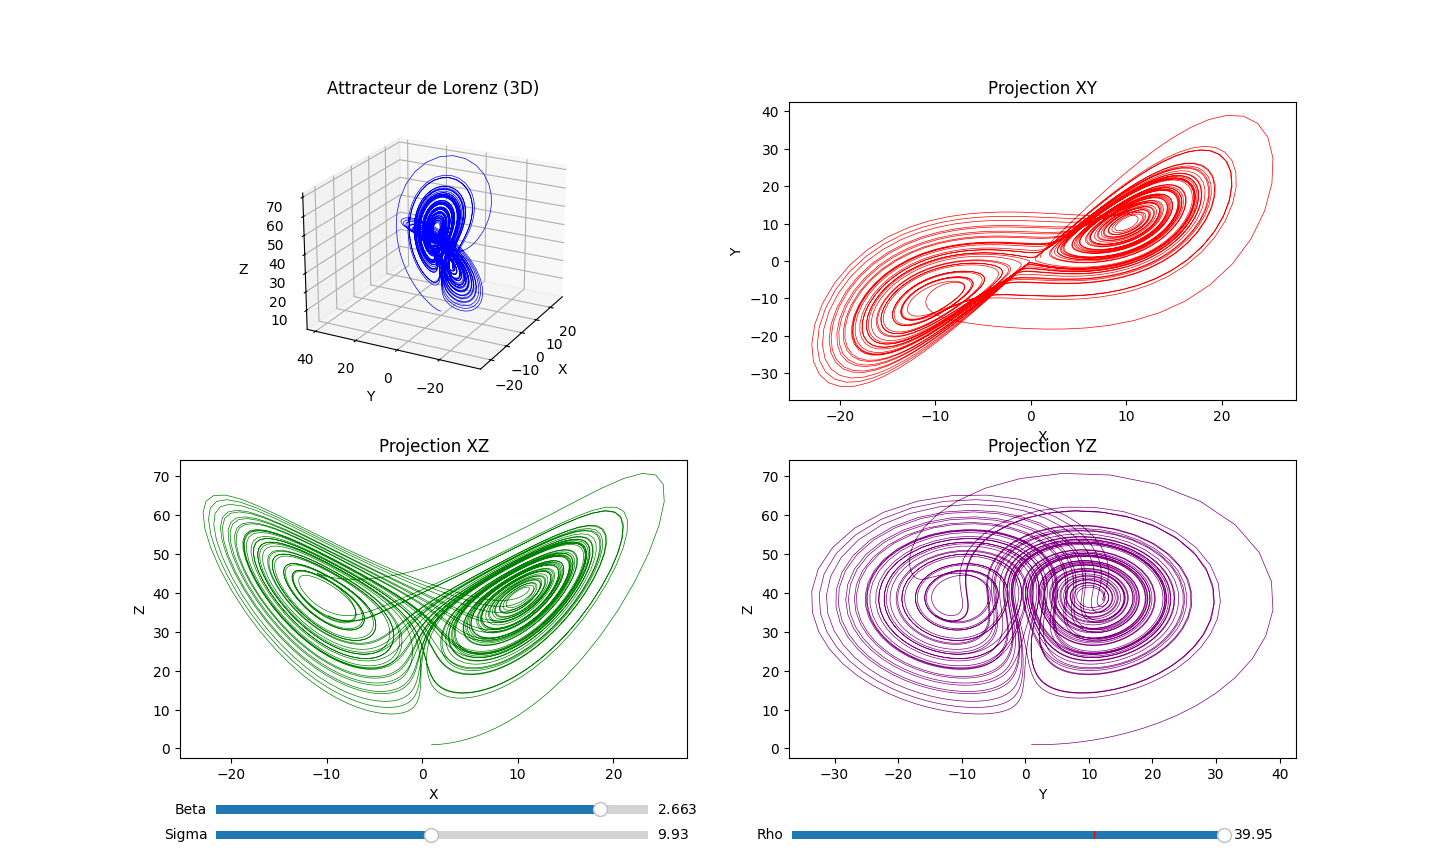 Attracteur de Lorenz (3D)
70
60
50
40
30
20
10
Z
40
20
0
−20
Y
−20
−10
0
10
20
X
Projection XY
40
30
20
10
0
−10
−20
−30
Y
−20 −10 0 10 20
X
Projection XZ
70
60
50
40
30
20
10
0
Z
−20 −10 0 10 20
X
Projection YZ
70
60
50
40
30
20
10
0
Z
−30 −20 −10 0 10 20 30 40
Y
Beta 2.663
Sigma 9.93
Rho 39.95